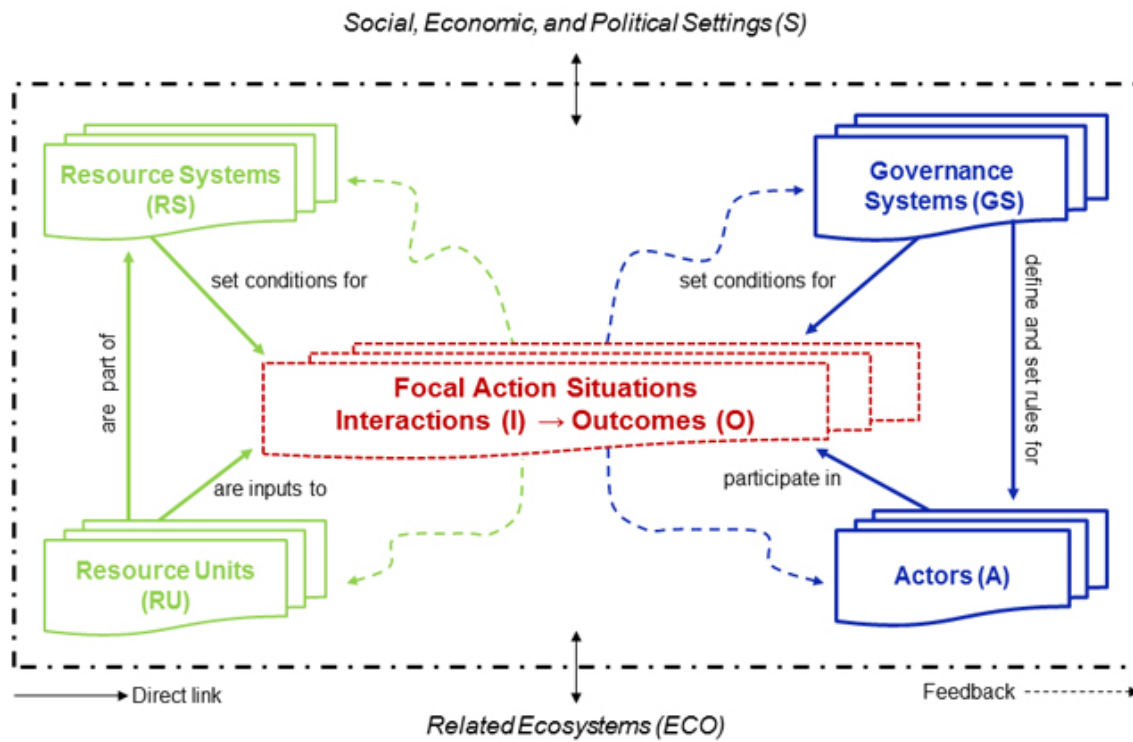 Social, Economic, and Political Settings (S)
Resource Systems
(RS)
Governance
Systems (GS)
set conditions for
set conditions for
are part of
define and set rules for
Focal Action Situations
Interactions (I) → Outcomes (O)
are inputs to
participate in
Resource Units
(RU)
Actors (A)
Direct link
Feedback
Related Ecosystems (ECO)